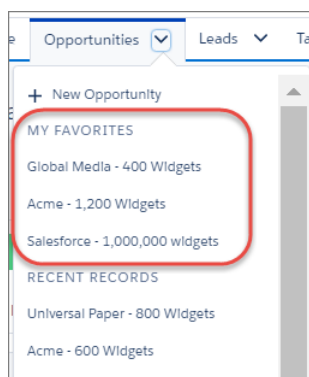 Opportunities Leads Ta
+ New Opportunity
MY FAVORITES
Global Media - 400 Widgets
Acme - 1,200 Widgets
Salesforce - 1,000,000 widgets
RECENT RECORDS
Universal Paper - 800 Widgets
Acme - 600 Widgets